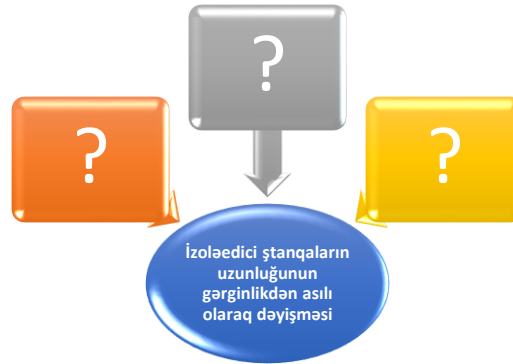 ?
?
?
İzoləedici ştanqaların
uzunluğunun
gərginlikdən asılı
olaraq dəyişməsi